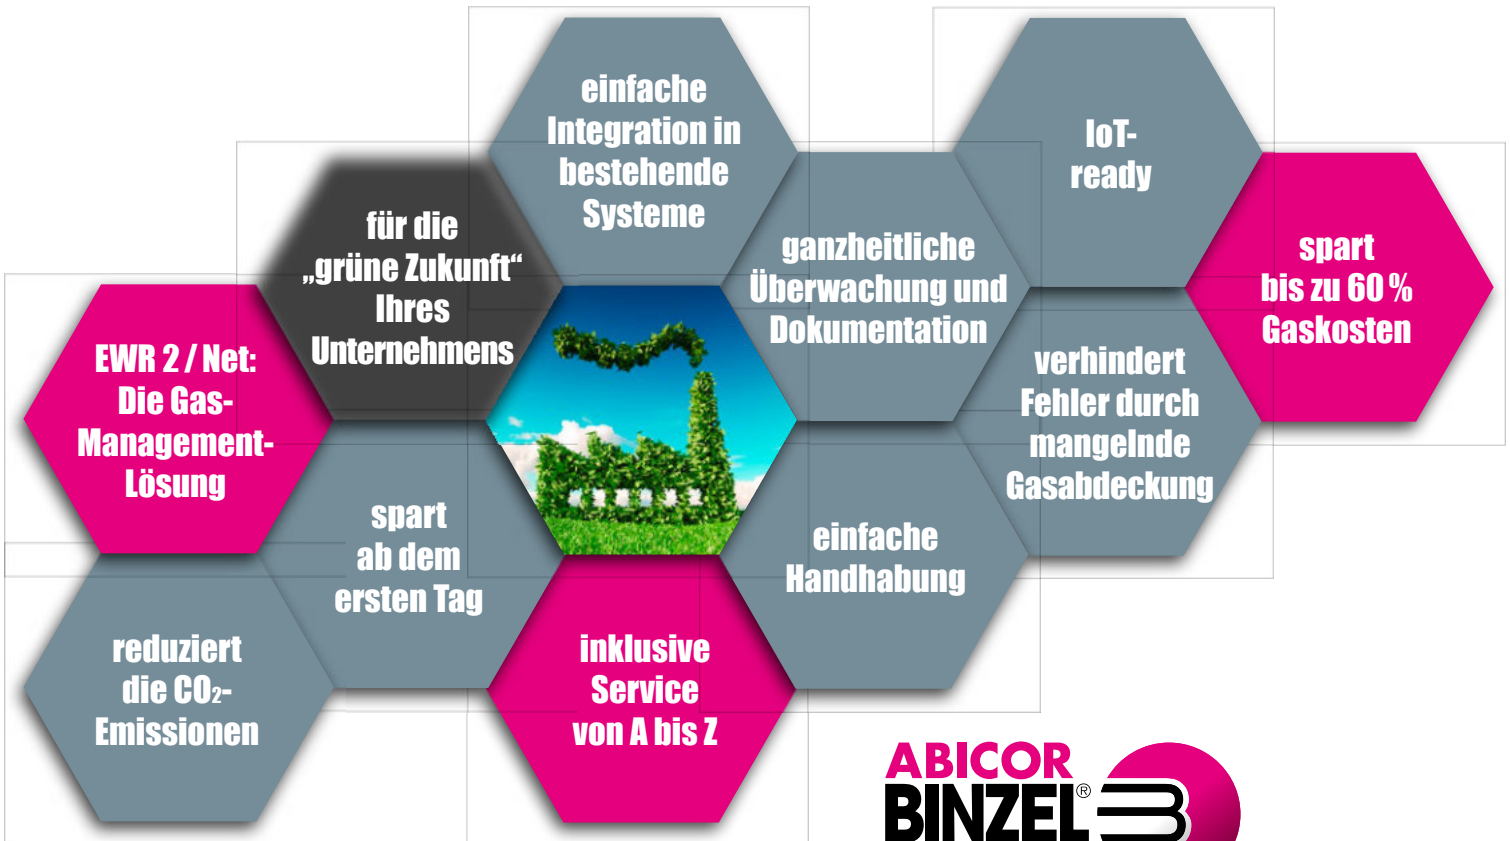 einfache
Integration in
bestehende
Systeme
IoT-
ready
für die
„grüne Zukunft“
Ihres
Unternehmens
ganzheitliche
Überwachung und
Dokumentation
spart
bis zu 60 %
Gaskosten
EWR 2 / Net:
Die Gas-
Management-
Lösung
verhindert
Fehler durch
mangelnde
Gasabdeckung
spart
ab dem
ersten Tag
einfache
Handhabung
reduziert
die CO₂-
Emissionen
inklusive
Service
von A bis Z
ABICOR
BINZEL®